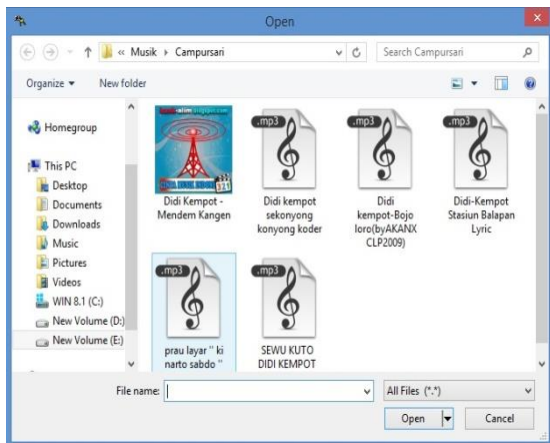 Open
« Musik Campursari
Search Campursari
Organize
New folder
Homegroup
This PC
Desktop
Documents
Downloads
Music
Pictures
Videos
WIN 8.1 (C:)
New Volume (D:)
New Volume (E:)
Didi Kempot -
Mendem Kangen
.mp3
Didi kempot
sekonyong
konyong koder
.mp3
Didi
kempot-Bojo
loro(byAKANX
CLP2009)
.mp3
Didi-Kempot
Stasiun Balapan
Lyric
.mp3
prau layar " ki
narto sabdo "
.mp3
SEWU KUTO
DIDI KEMPOT
File name:
All Files (*.*)
Open
Cancel